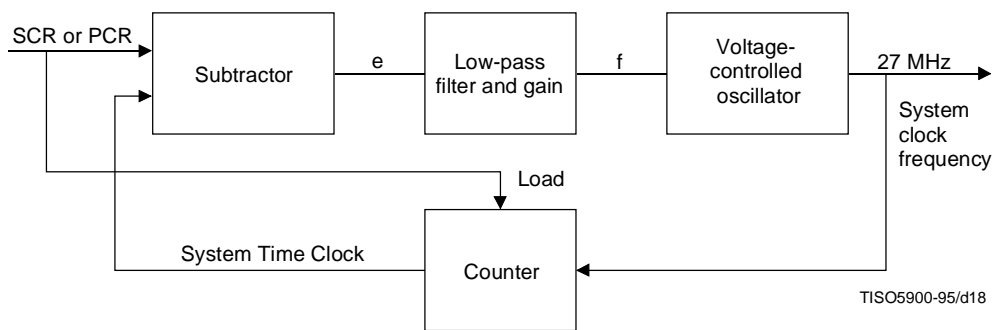 SCR or PCR
Subtractor
e
Low-pass
filter and gain
f
Voltage-
controlled
oscillator
27 MHz
System
clock
frequency
Load
System Time Clock
Counter
TISO5900-95/d18